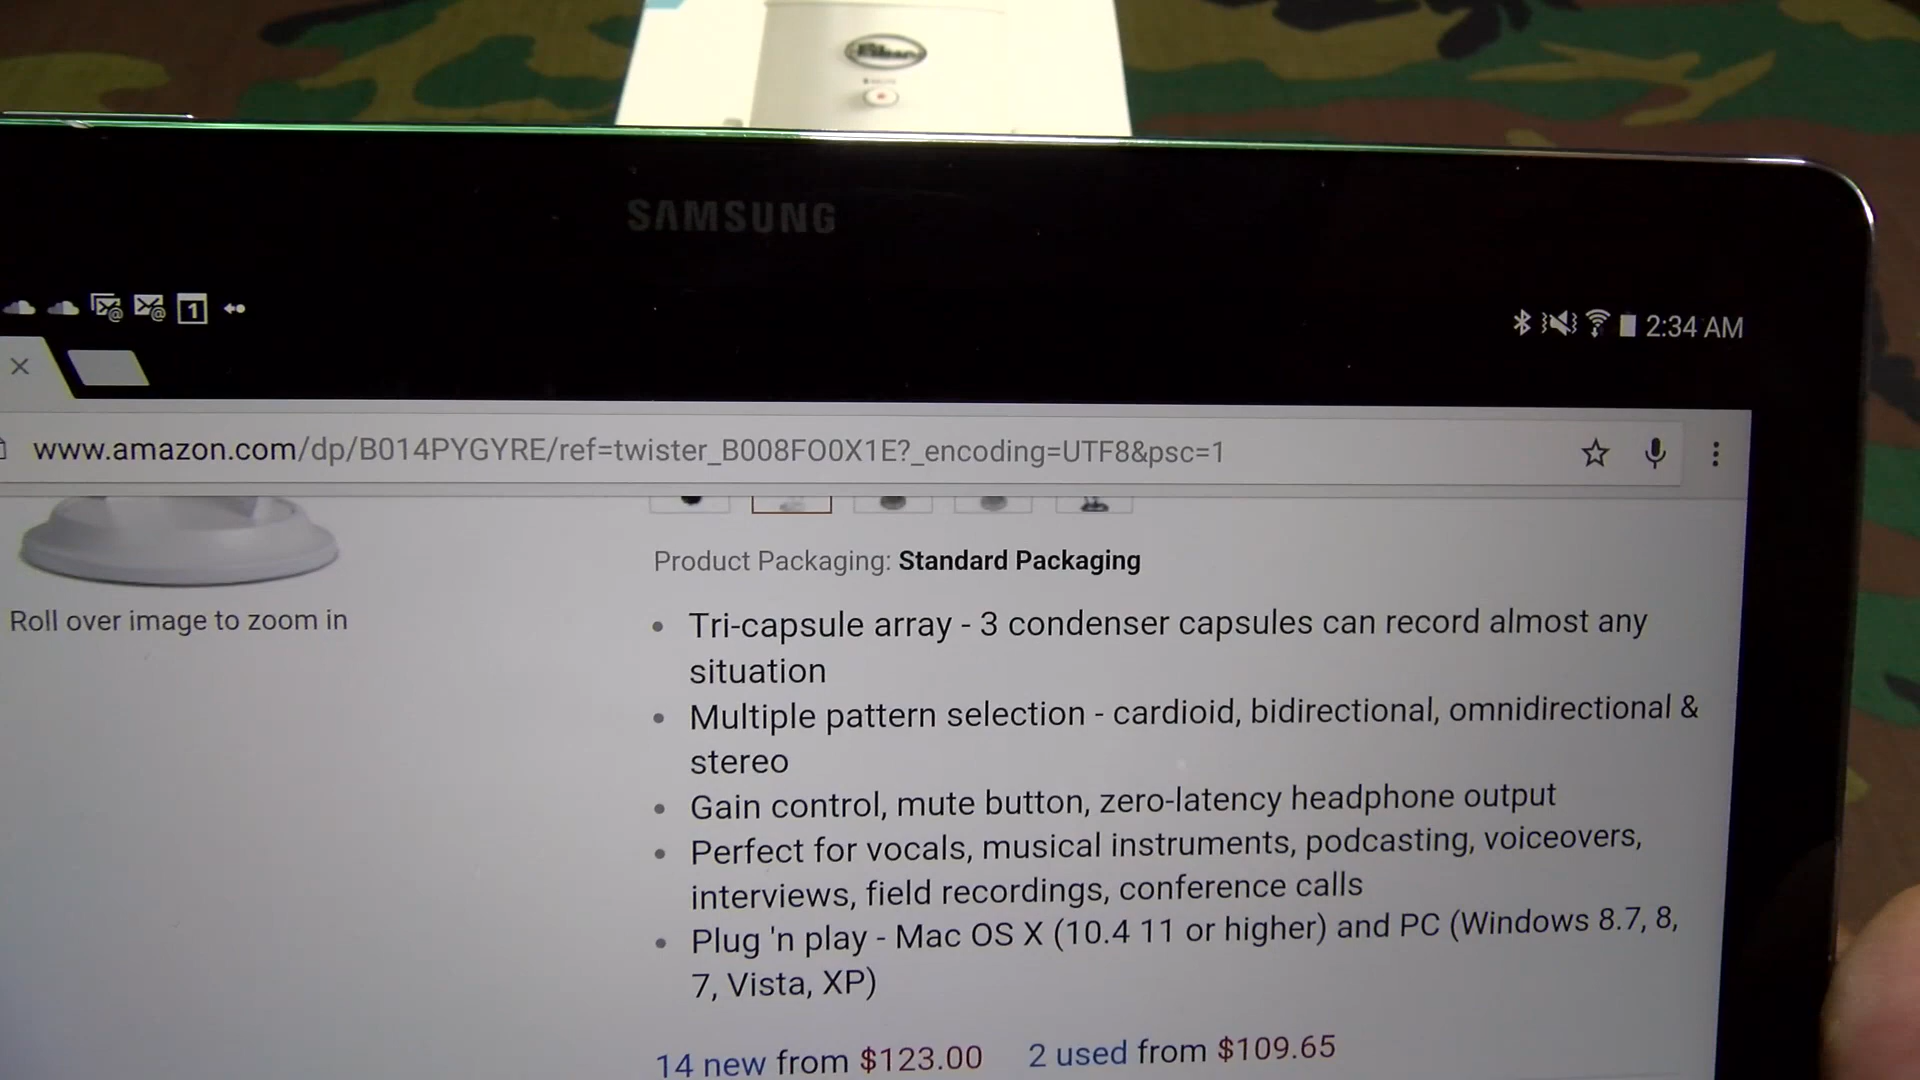 SAMSUNG
1
2:34 AM
www.amazon.com/dp/B014PYGYRE/ref=twister_B008FO0X1E?_encoding=UTF8&psc=1
Product Packaging: Standard Packaging
Roll over image to zoom in
Tri-capsule array - 3 condenser capsules can record almost any
situation
Multiple pattern selection - cardioid, bidirectional, omnidirectional &
stereo
Gain control, mute button, zero-latency headphone output
Perfect for vocals, musical instruments, podcasting, voiceovers,
interviews, field recordings, conference calls
Plug 'n play - Mac OS X (10.4 11 or higher) and PC (Windows 8.7, 8,
7, Vista, XP)
14 new from $123.00 2 used from $109.65